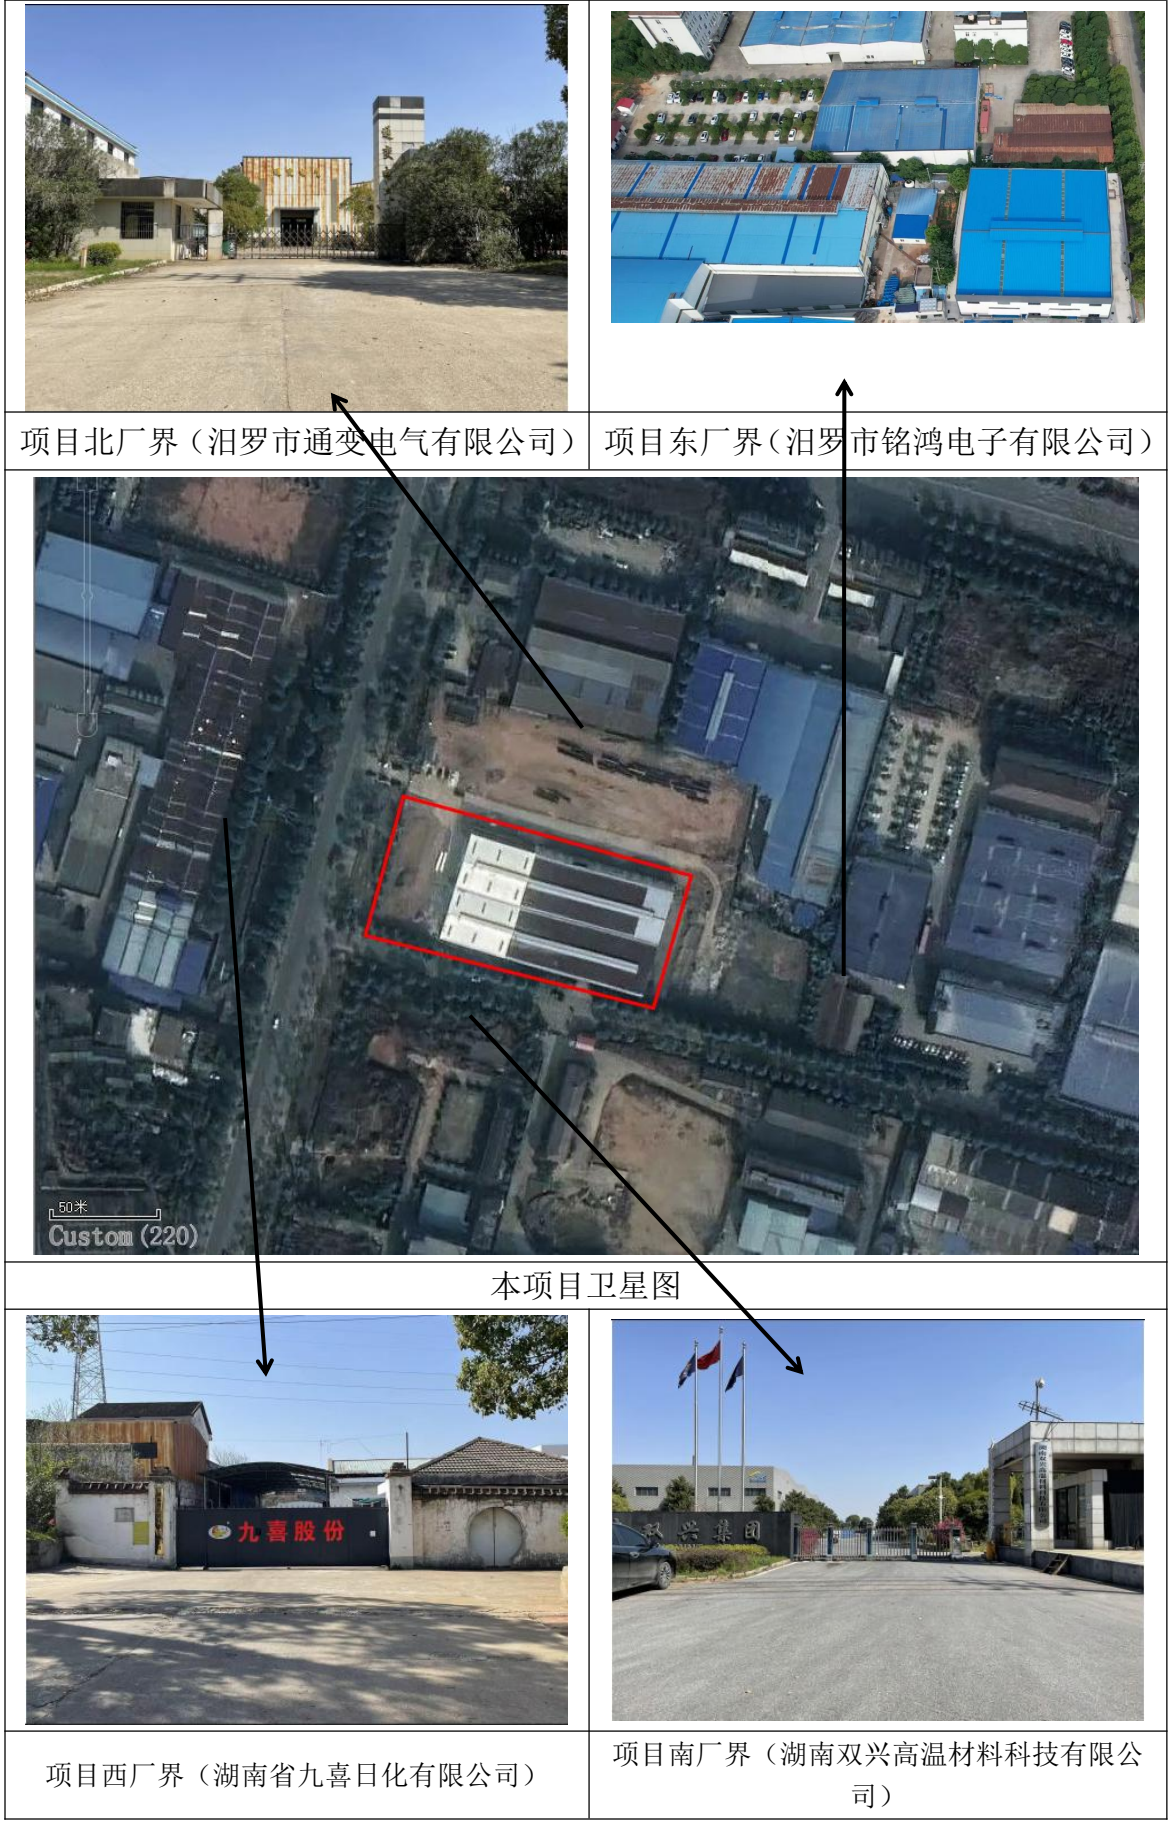 通变
项目北厂界（汨罗市通变电气有限公司）
项目东厂界（汨罗市铭鸿电子有限公司）
50米
Custom (220)
本项目卫星图
九喜股份
双兴集团
项目西厂界（湖南省九喜日化有限公司）
项目南厂界（湖南双兴高温材料科技有限公
司）